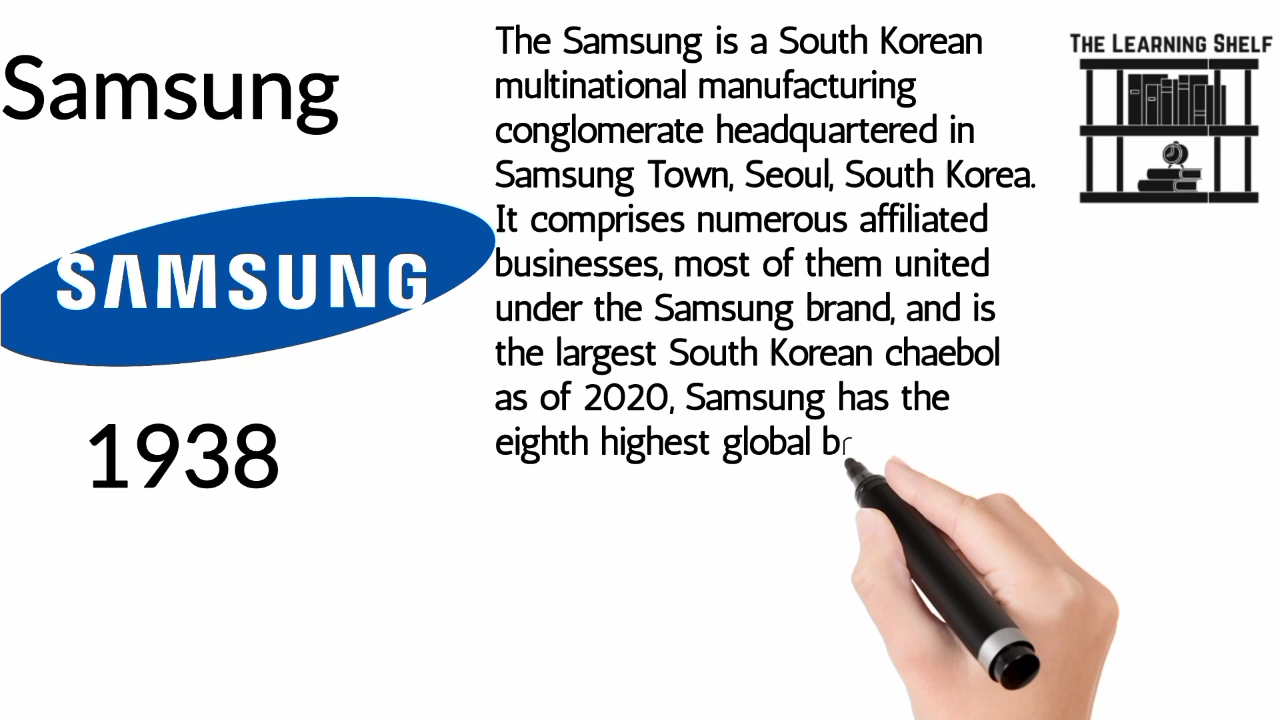 Samsung
SAMSUNG
1938
The Samsung is a South Korean
multinational manufacturing
conglomerate headquartered in
Samsung Town, Seoul, South Korea.
It comprises numerous affiliated
businesses, most of them united
under the Samsung brand, and is
the largest South Korean chaebol
as of 2020, Samsung has the
eighth highest global br
THE LEARNING SHELF